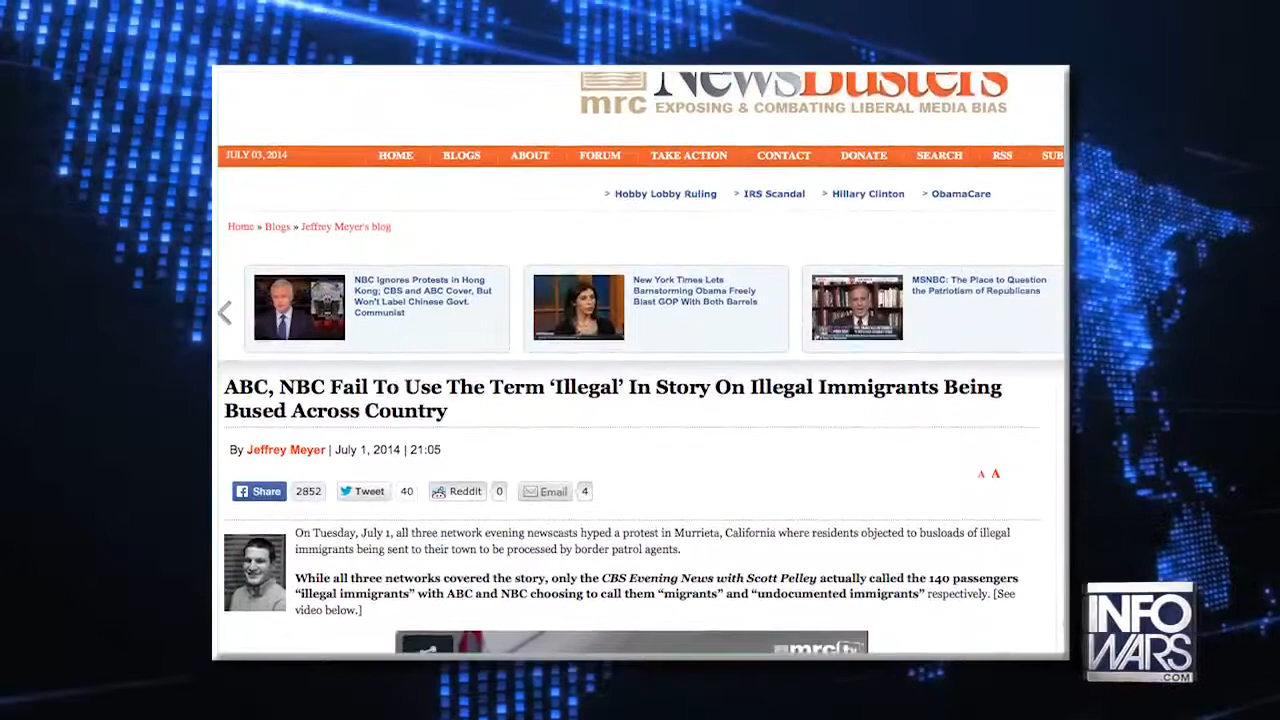 NewsBusters
mrc EXPOSING & COMBATING LIBERAL MEDIA BIAS
JULY 03, 2014 HOME BLOGS ABOUT FORUM TAKE ACTION CONTACT DONATE SEARCH RSS SUB
> Hobby Lobby Ruling > IRS Scandal > Hillary Clinton > ObamaCare
Home » Blogs » Jeffrey Meyer's blog
NBC Ignores Protests in Hong
Kong; CBS and ABC Cover, But
Won't Label Chinese Govt.
Communist
New York Times Lets
Barnstorming Obama Freely
Blast GOP With Both Barrels
MSNBC: The Place to Question
the Patriotism of Republicans
ABC, NBC Fail To Use The Term ‘Illegal’ In Story On Illegal Immigrants Being
Bused Across Country
By Jeffrey Meyer | July 1, 2014 | 21:05
A A
Share 2852 Tweet 40 Reddit 0 Email 4
On Tuesday, July 1, all three network evening newscasts hyped a protest in Murrieta, California where residents objected to busloads of illegal
immigrants being sent to their town to be processed by border patrol agents.
While all three networks covered the story, only the CBS Evening News with Scott Pelley actually called the 140 passengers
“illegal immigrants” with ABC and NBC choosing to call them “migrants” and “undocumented immigrants” respectively. [See
video below.]
mrc tv
INFO
WARS
.COM